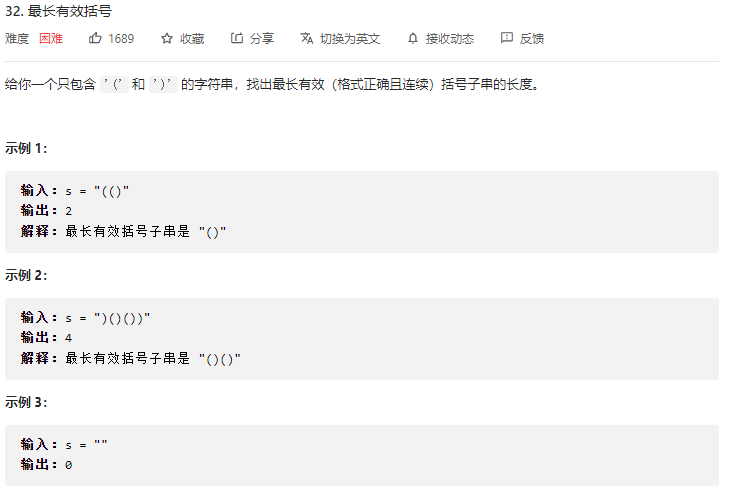 32. 最长有效括号
难度 困难 1689 收藏 分享 切换为英文 接收动态 反馈
给你一个只包含 '(' 和 ')' 的字符串，找出最长有效（格式正确且连续）括号子串的长度。
示例 1：
输入：s = "(()"
输出：2
解释：最长有效括号子串是 "()"
示例 2：
输入：s = ")()())"
输出：4
解释：最长有效括号子串是 "()()"
示例 3：
输入：s = ""
输出：0